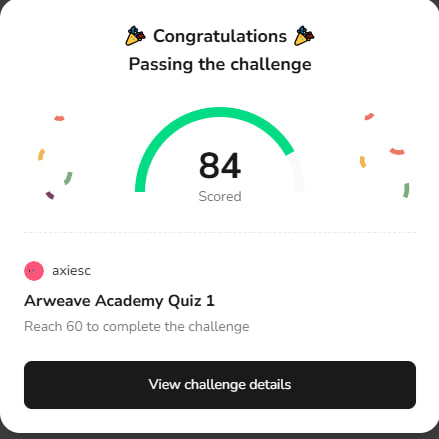 🎉 Congratulations 🎉
Passing the challenge
84
Scored
axiesc
Arweave Academy Quiz 1
Reach 60 to complete the challenge
View challenge details